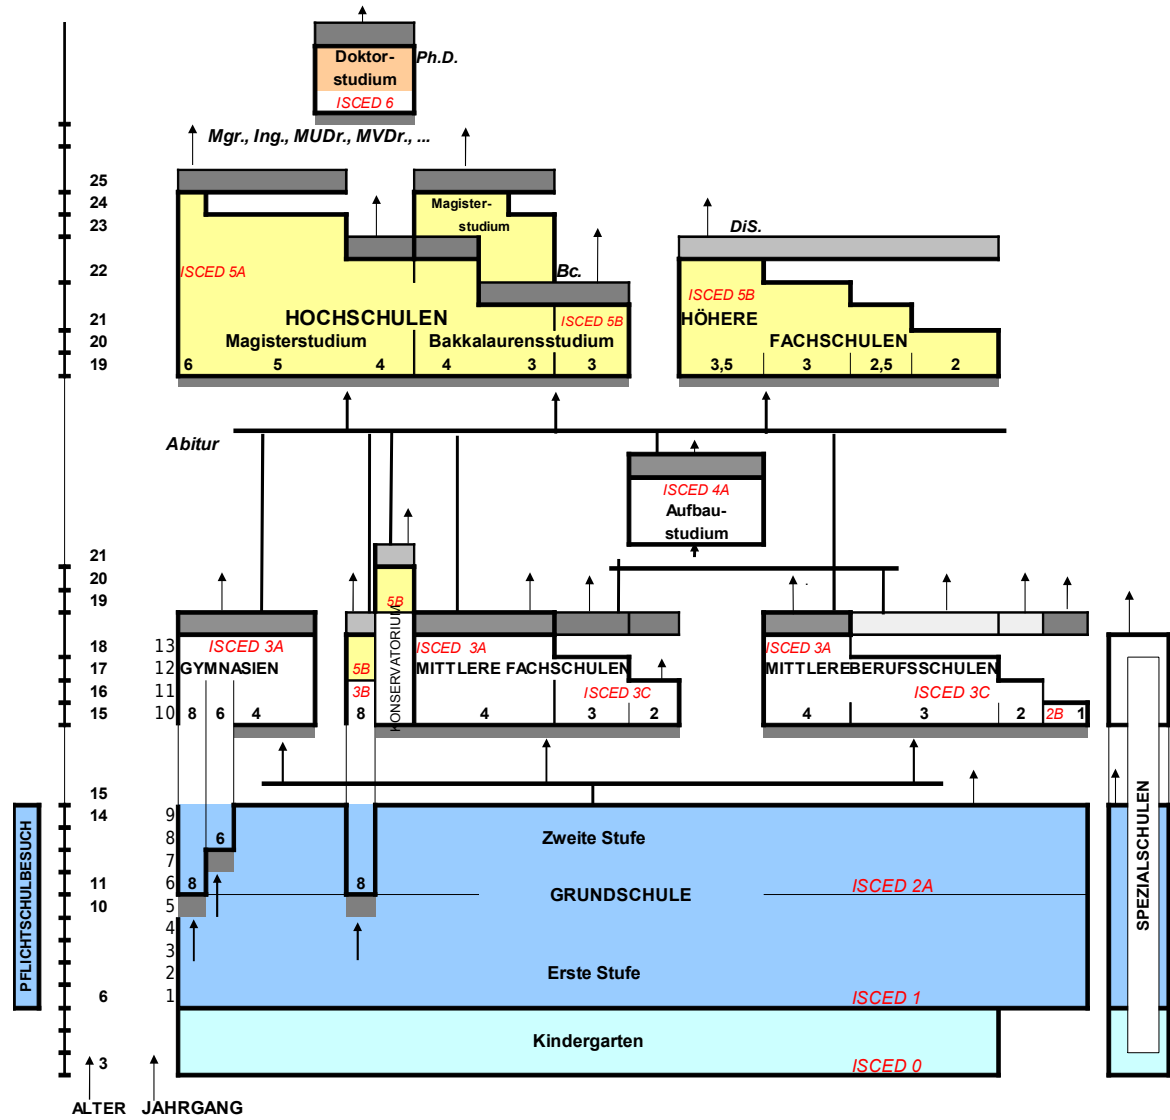 Doktor-
studium
Ph.D.
ISCED 6
Mgr., Ing., MUDr., MVDr., ...
25
24
23
22
21
20
19
Magister-
studium
ISCED 5A
Bc.
HOCHSCHULEN
ISCED 5B
Magisterstudium
Bakkalaurensstudium
6 5 4 4 3 3
DiS.
ISCED 5B
HÖHERE
FACHSCHULEN
3,5 3 2,5 2
Abitur
ISCED 4A
Aufbau-
studium
21
20
19
18
17
16
15
13
12
11
10
ISCED 3A
GYMNASIEN
8 6 4
5B
3B
8
5B
KONSERVATORIUM
ISCED 3A
MITTLERE FACHSCHULEN
ISCED 3C
4 3 2
ISCED 3A
MITTLERE BERUFSSCHULEN
ISCED 3C
4 3 2 2B 1
15
14
11
10
6
3
9
8
7
6
5
4
3
2
1
PFLICHTSCHULBESUCH
6
8
8
Zweite Stufe
ISCED 2A
GRUNDSCHULE
Erste Stufe
ISCED 1
Kindergarten
ISCED 0
SPEZIALSCHULEN
ALTER JAHRGANG